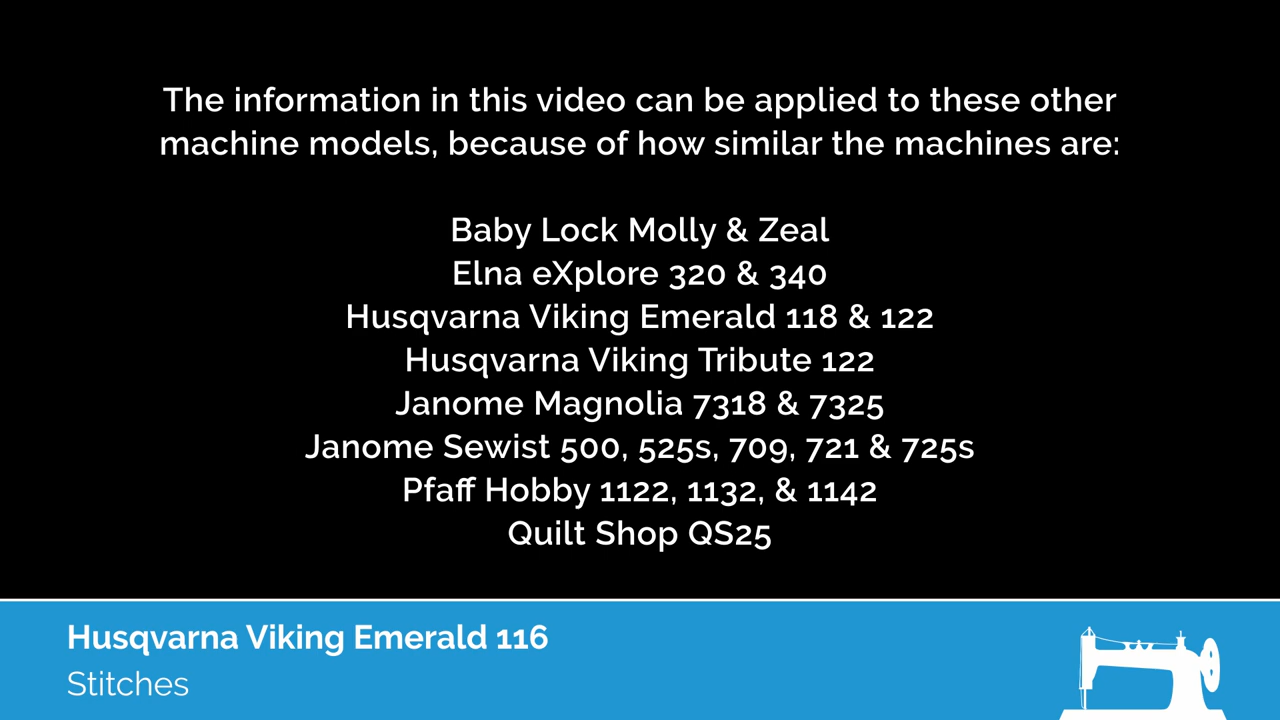 The information in this video can be applied to these other
machine models, because of how similar the machines are:
Baby Lock Molly & Zeal
Elna eXplore 320 & 340
Husqvarna Viking Emerald 118 & 122
Husqvarna Viking Tribute 122
Janome Magnolia 7318 & 7325
Janome Sewist 500, 525s, 709, 721 & 725s
Pfaff Hobby 1122, 1132, & 1142
Quilt Shop QS25
Husqvarna Viking Emerald 116
Stitches